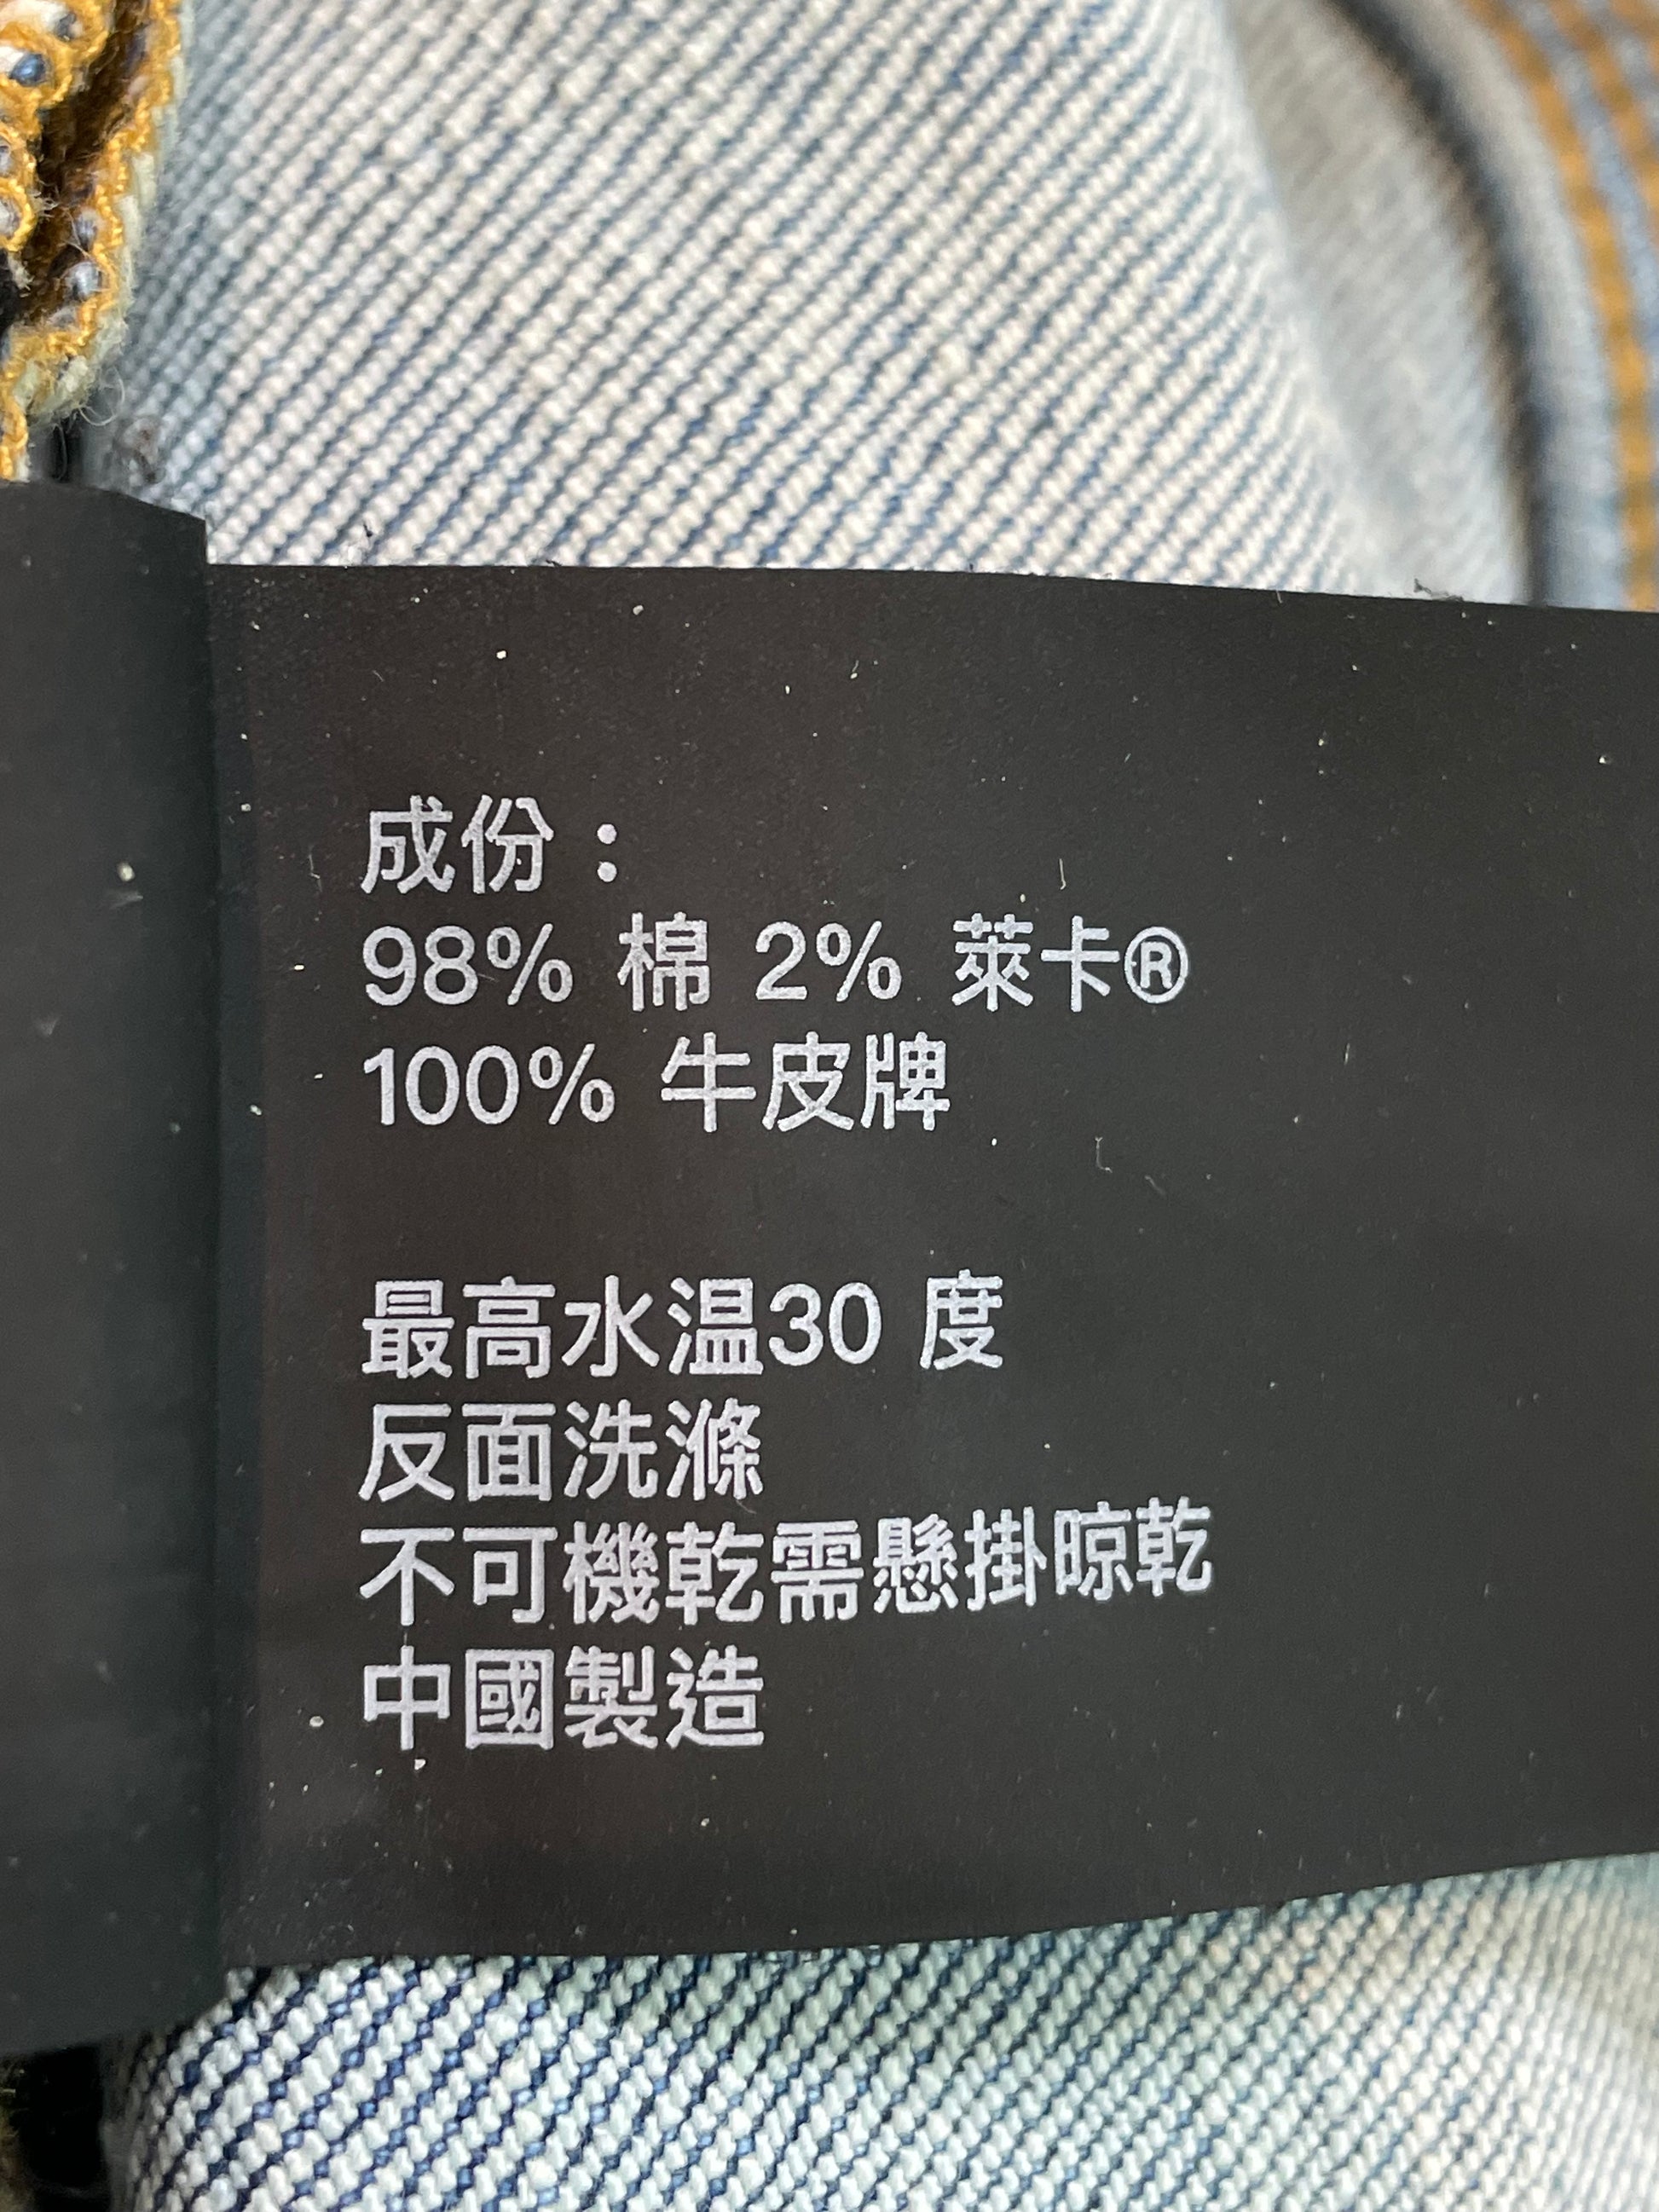 成份：
98% 棉 2% 萊卡®
100% 牛皮牌
最高水温30 度
反面洗滌
不可機乾需懸掛晾乾
中國製造